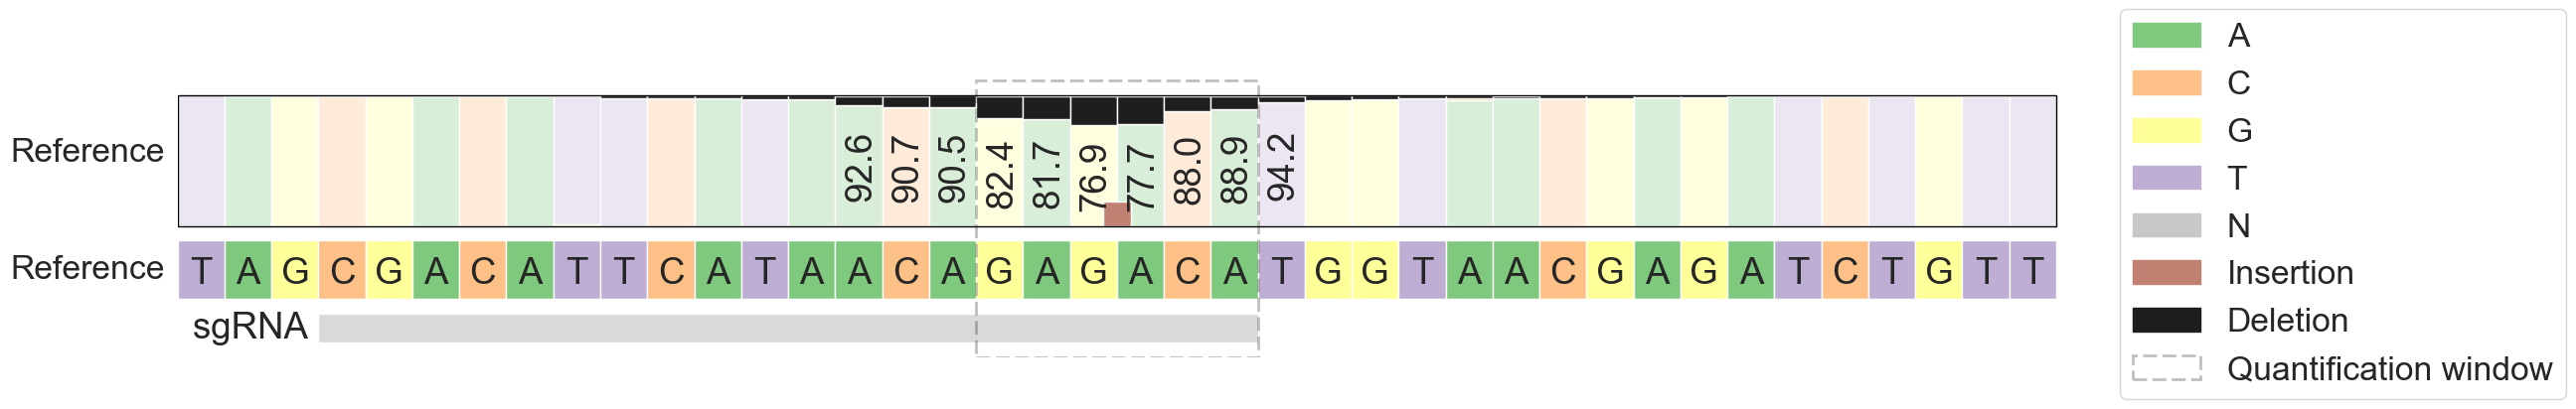 Reference
92.6 90.7 90.5 82.4 81.7 76.9 77.7 88.0 88.9 94.2
Reference T A G C G A C A T T C A T A A C A G A G A C A T G G T A A C G A G A T C T G T T
sgRNA
A
C
G
T
N
Insertion
Deletion
Quantification window